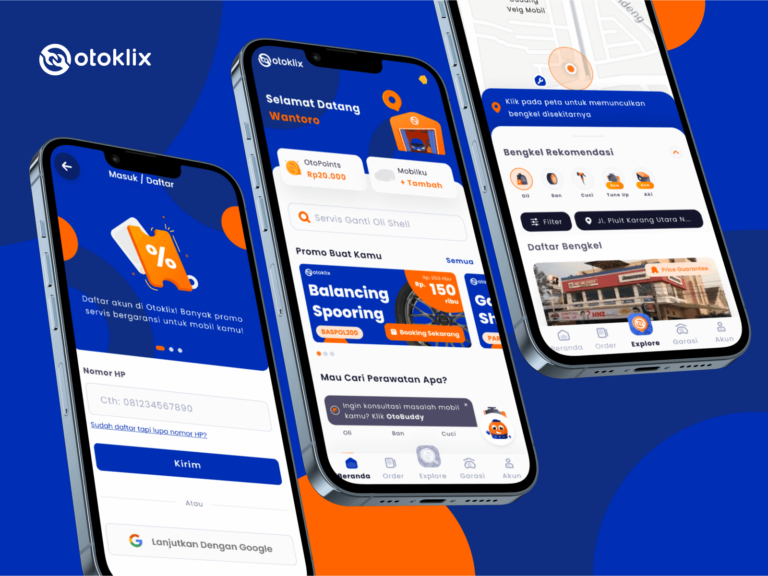 otoklix
Masuk / Daftar
%
Daftar akun di Otoklix! Banyak promo
servis bergaransi untuk mobil kamu!
Nomor HP
Cth: 081234567890
Sudah daftar tapi lupa nomor HP?
Kirim
Atau
Lanjutkan Dengan Google
otoklix
Selamat Datang
Wantoro
OtoPoints
Rp20.000
Mobilku
+ Tambah
Servis Ganti Oli Shell
Promo Buat Kamu
Semua
otoklix
Balancing
Spooring
BASPOL200
Rp. 250 ribu
Rp. 150
ribu
Booking Sekarang
Mau Cari Perawatan Apa?
Ingin konsultasi masalah mobil
kamu? Klik OtoBuddy
Oli
Ban
Cuci
Beranda
Order
Explore
Garasi
Akun
Velg Mobil
Klik pada peta untuk memunculkan
bengkel disekitarnya
Bengkel Rekomendasi
Oli
Ban
Cuci
Tune Up
Aki
Filter
Jl. Pluit Karang Utara N...
Daftar Bengkel
Price Guarantee
Beranda
Order
Explore
Garasi
Akun